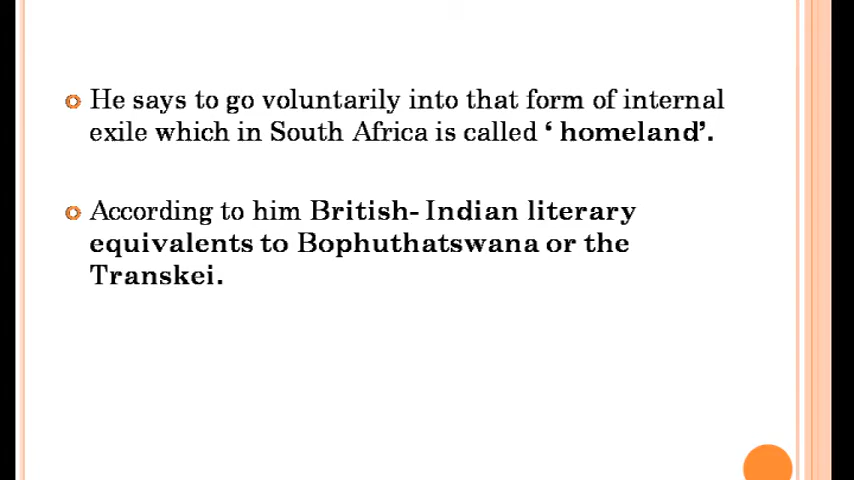 He says to go voluntarily into that form of internal
exile which in South Africa is called ‘ homeland’.
According to him British- Indian literary
equivalents to Bophuthatswana or the
Transkei.